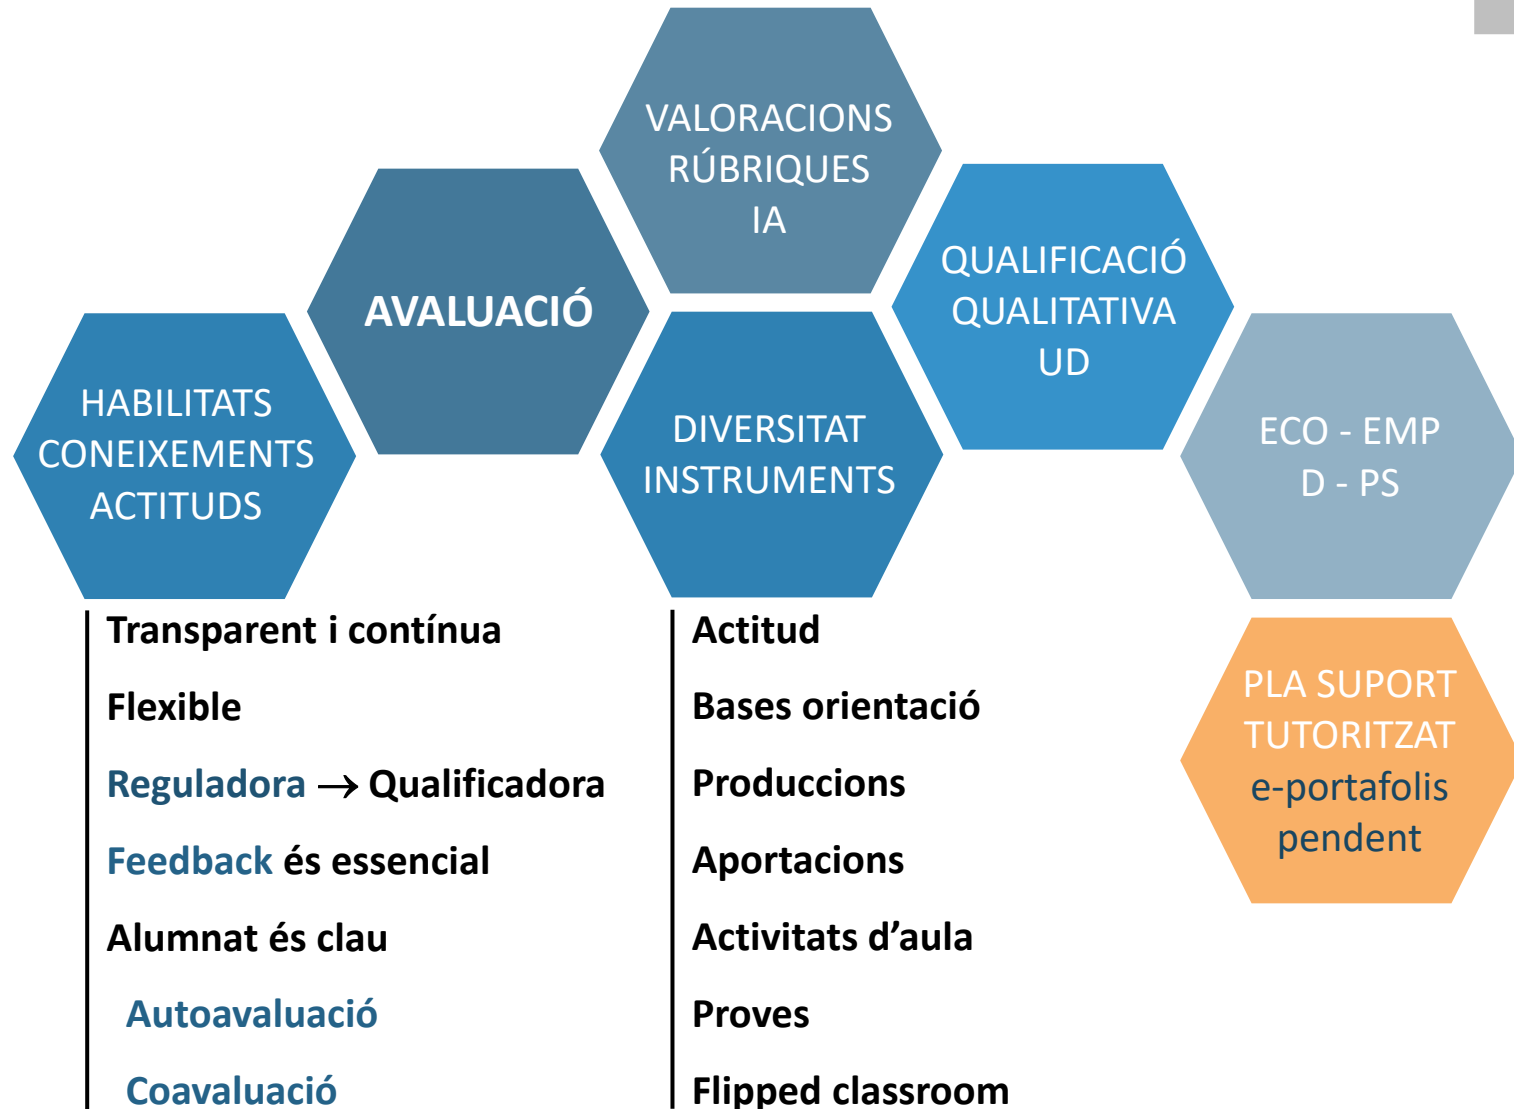 VALORACIONS
RÚBRIQUES
IA
AVALUACIÓ
QUALIFICACIÓ
QUALITATIVA
UD
HABILITATS
CONEIXEMENTS
ACTITUDS
DIVERSITAT
INSTRUMENTS
ECO - EMP
D - PS
Transparent i contínua
Flexible
Reguladora → Qualificadora
Feedback és essencial
Alumnat és clau
Autoavaluació
Coavaluació
Actitud
Bases orientació
Produccions
Aportacions
Activitats d’aula
Proves
Flipped classroom
PLA SUPORT
TUTORITZAT
e-portafolis
pendent